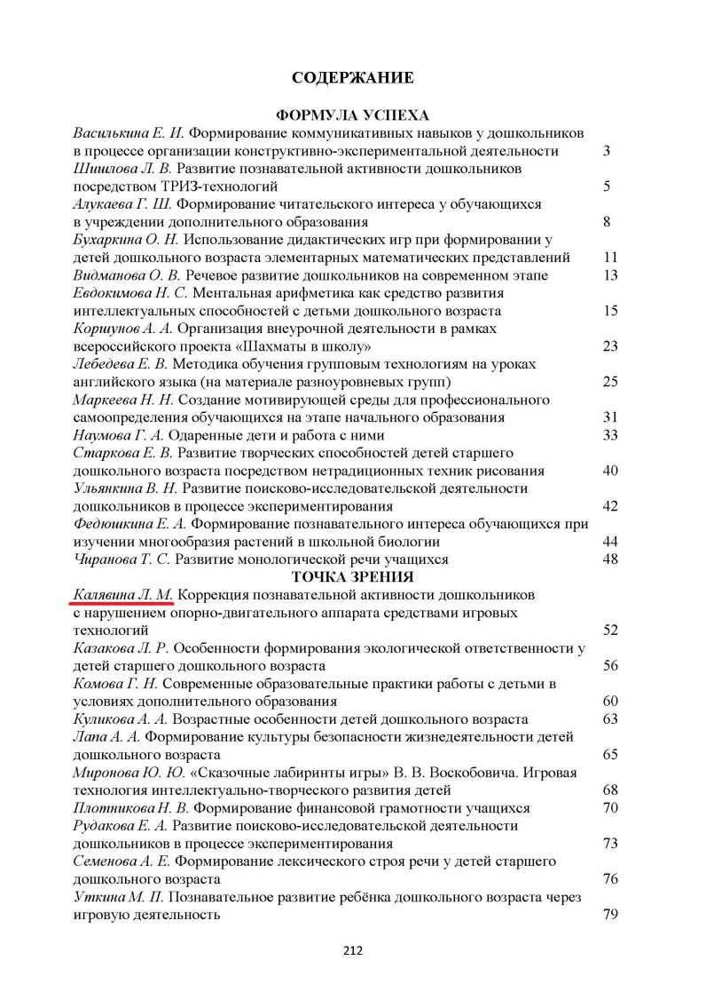 СОДЕРЖАНИЕ
ФОРМУЛА УСПЕХА
Василькина Е. И. Формирование коммуникативных навыков у дошкольников
в процессе организации конструктивно-экспериментальной деятельности 3
Шишлова Л. В. Развитие познавательной активности дошкольников
посредством ТРИЗ-технологий 5
Алукаева Г. Ш. Формирование читательского интереса у обучающихся
в учреждении дополнительного образования 8
Бухаркина О. Н. Использование дидактических игр при формировании у
детей дошкольного возраста элементарных математических представлений 11
Видманова О. В. Речевое развитие дошкольников на современном этапе 13
Евдокимова Н. С. Ментальная арифметика как средство развития
интеллектуальных способностей с детьми дошкольного возраста 15
Коршунов А. А. Организация внеурочной деятельности в рамках
всероссийского проекта «Шахматы в школу» 23
Лебедева Е. В. Методика обучения групповым технологиям на уроках
английского языка (на материале разноуровневых групп) 25
Маркеева Н. Н. Создание мотивирующей среды для профессионального
самоопределения обучающихся на этапе начального образования 31
Наумова Г. А. Одаренные дети и работа с ними 33
Старкова Е. В. Развитие творческих способностей детей старшего
дошкольного возраста посредством нетрадиционных техник рисования 40
Ульянкина В. Н. Развитие поисково-исследовательской деятельности
дошкольников в процессе экспериментирования 42
Федюшкина Е. А. Формирование познавательного интереса обучающихся при
изучении многообразия растений в школьной биологии 44
Чиранова Т. С. Развитие монологической речи учащихся 48
ТОЧКА ЗРЕНИЯ
Калявина Л. М. Коррекция познавательной активности дошкольников
с нарушением опорно-двигательного аппарата средствами игровых
технологий 52
Казакова Л. Р. Особенности формирования экологической ответственности у
детей старшего дошкольного возраста 56
Комова Г. Н. Современные образовательные практики работы с детьми в
условиях дополнительного образования 60
Куликова А. А. Возрастные особенности детей дошкольного возраста 63
Лапа А. А. Формирование культуры безопасности жизнедеятельности детей
дошкольного возраста 65
Миронова Ю. Ю. «Сказочные лабиринты игры» В. В. Воскобовича. Игровая
технология интеллектуально-творческого развития детей 68
Плотникова Н. В. Формирование финансовой грамотности учащихся 70
Рудакова Е. А. Развитие поисково-исследовательской деятельности
дошкольников в процессе экспериментирования 73
Семенова А. Е. Формирование лексического строя речи у детей старшего
дошкольного возраста 76
Уткина М. П. Познавательное развитие ребёнка дошкольного возраста через
игровую деятельность 79
212